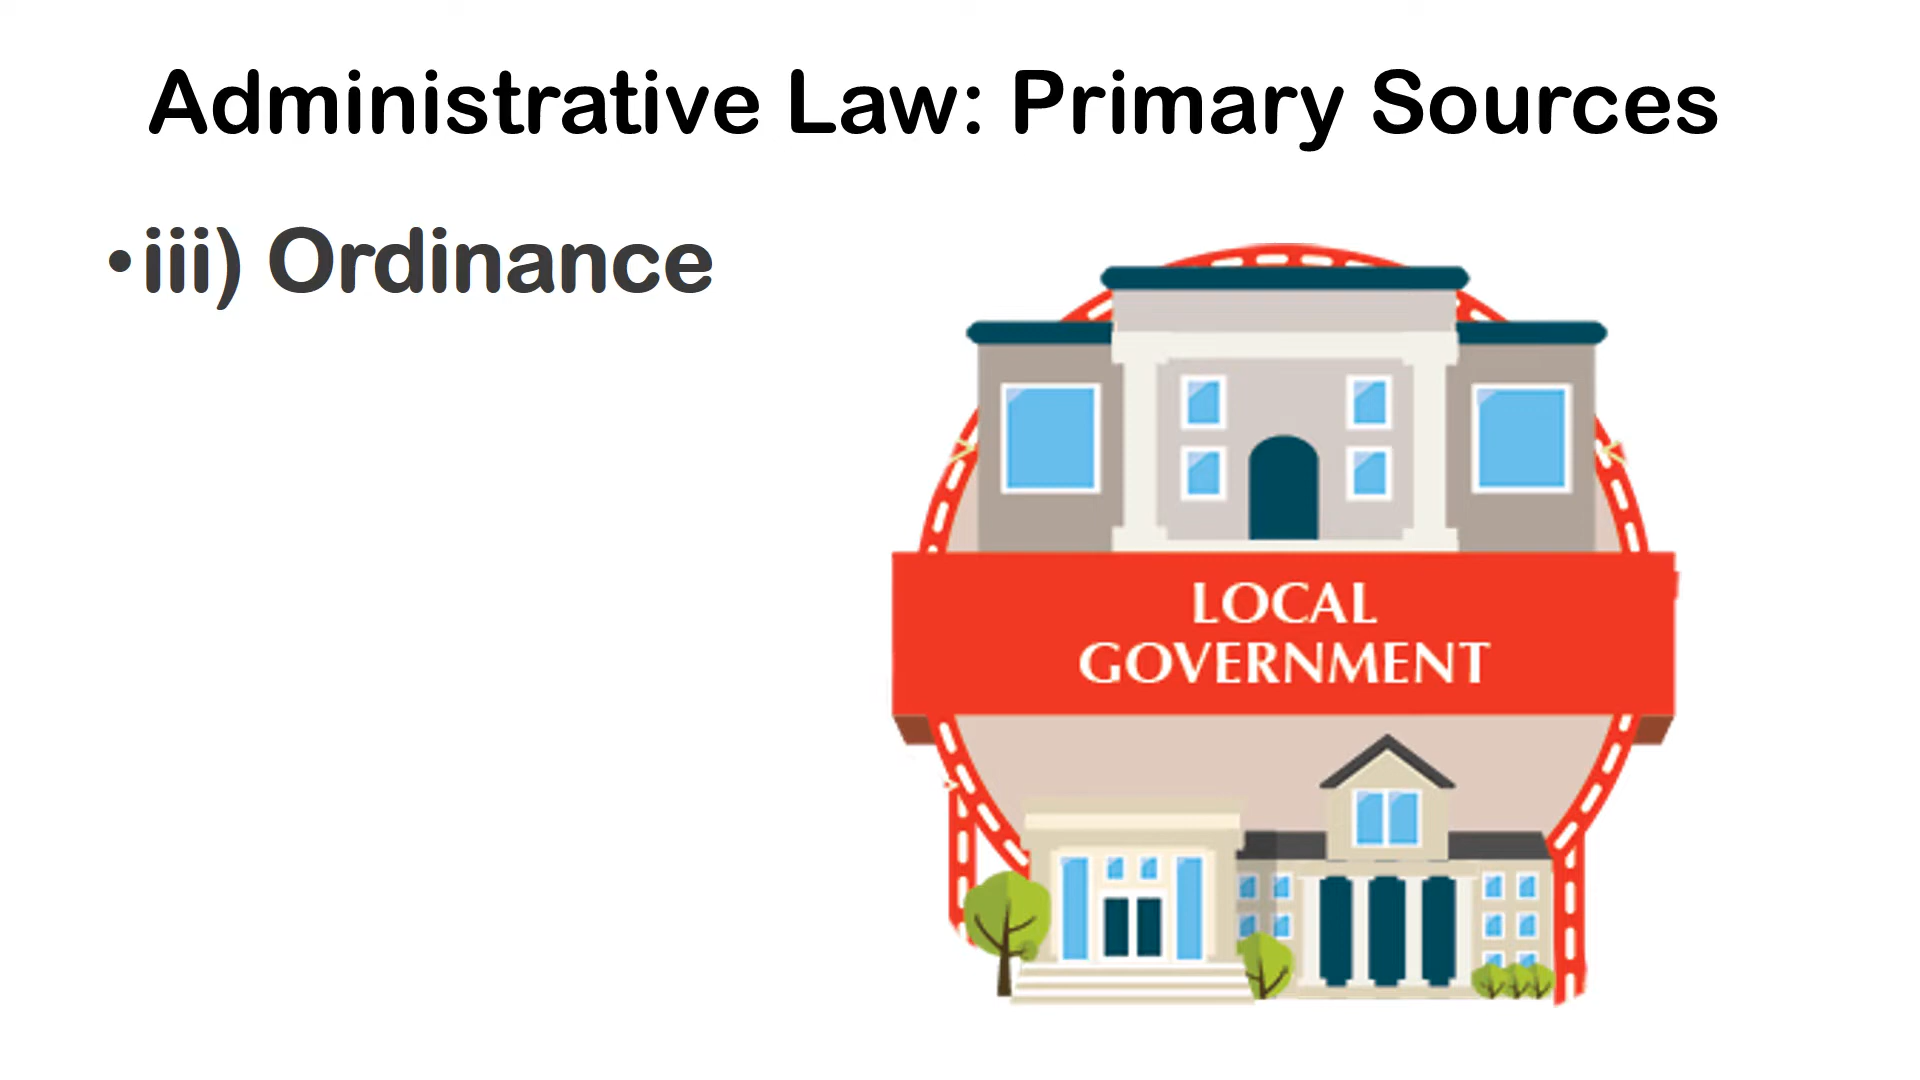 Administrative Law: Primary Sources
•iii) Ordinance
LOCAL
GOVERNMENT